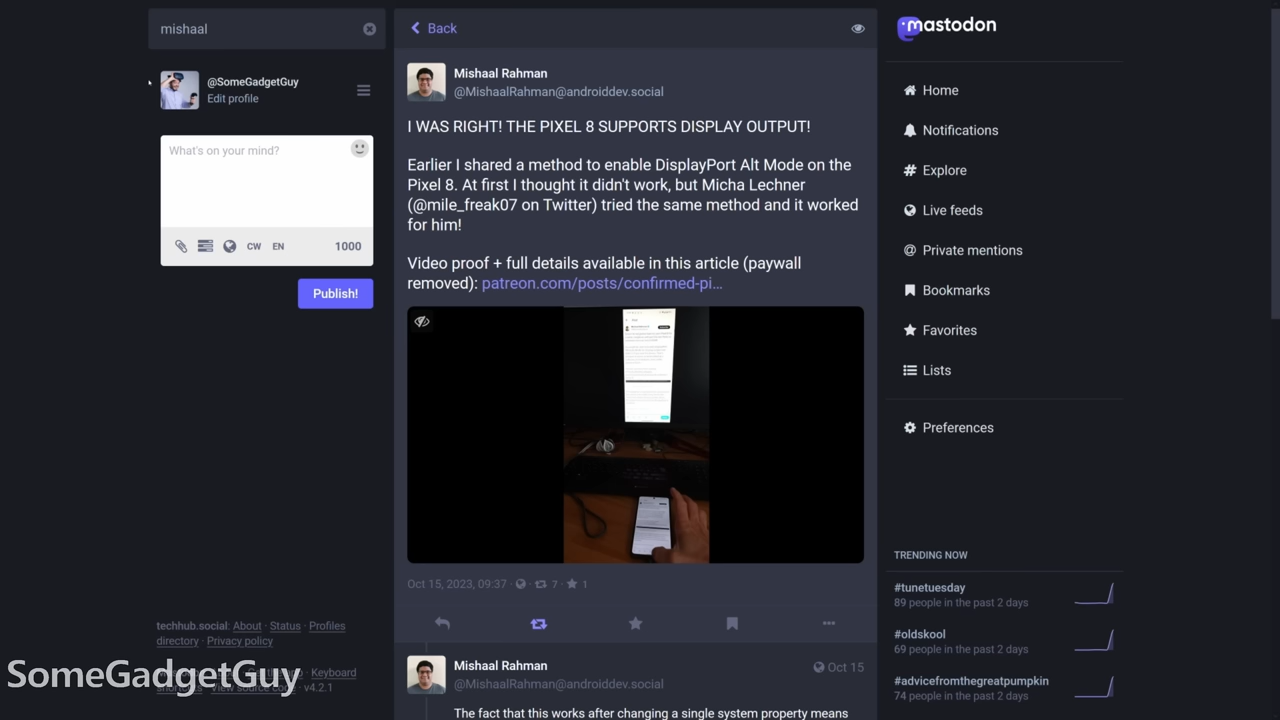 mishaal
@SomeGadgetGuy
Edit profile
What's on your mind?
CW
EN
1000
Publish!
techhub.social: About · Status · Profiles
directory · Privacy policy
Keyboard
shortcuts · View source code · v4.2.1
SomeGadgetGuy
Back
Mishaal Rahman
@MishaalRahman@androiddev.social
I WAS RIGHT! THE PIXEL 8 SUPPORTS DISPLAY OUTPUT!
Earlier I shared a method to enable DisplayPort Alt Mode on the
Pixel 8. At first I thought it didn't work, but Micha Lechner
(@mile_freak07 on Twitter) tried the same method and it worked
for him!
Video proof + full details available in this article (paywall
removed): patreon.com/posts/confirmed-pi…
Oct 15, 2023, 09:37 · · 7 · 1
Mishaal Rahman
Oct 15
@MishaalRahman@androiddev.social
The fact that this works after changing a single system property means
mastodon
Home
Notifications
Explore
Live feeds
Private mentions
Bookmarks
Favorites
Lists
Preferences
TRENDING NOW
#tunetuesday
89 people in the past 2 days
#oldskool
69 people in the past 2 days
#advicefromthegreatpumpkin
74 people in the past 2 days